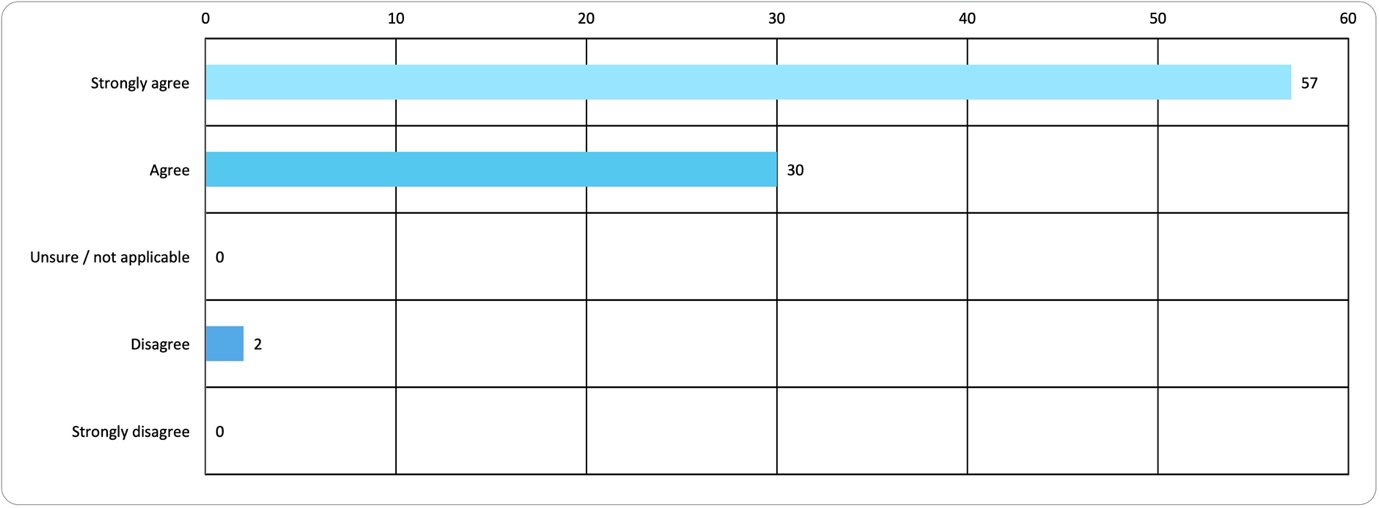 0 10 20 30 40 50 60
Strongly agree 57
Agree 30
Unsure / not applicable 0
Disagree 2
Strongly disagree 0